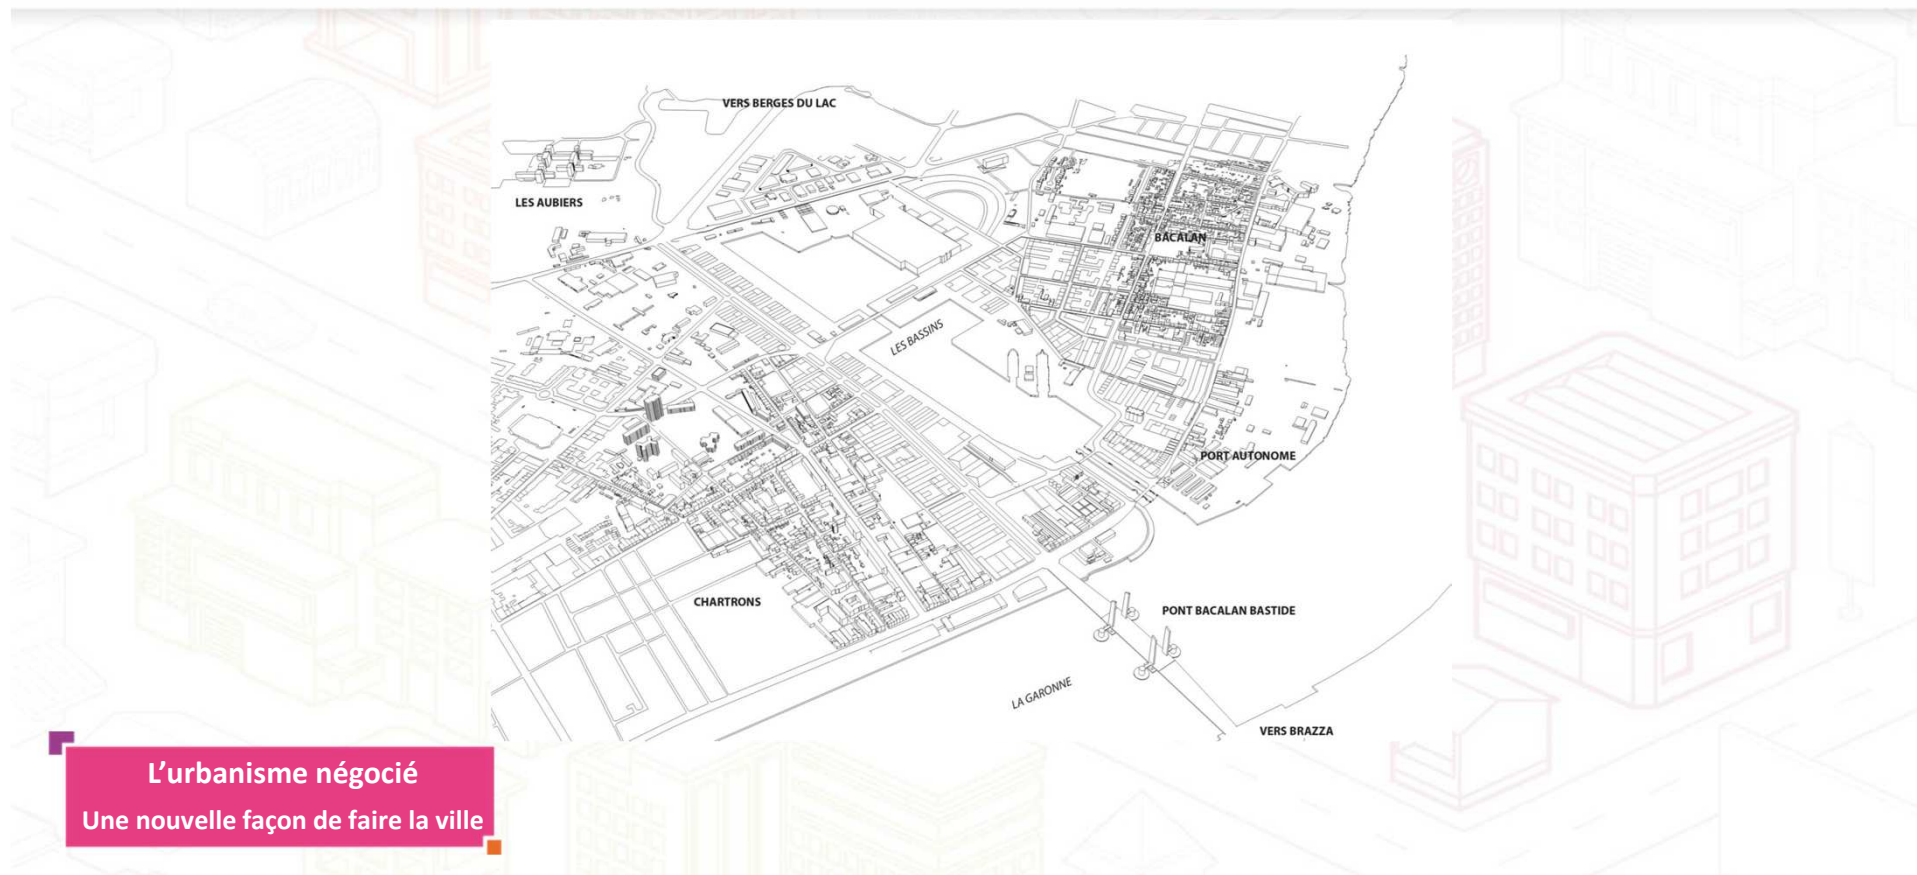 VERS BERGES DU LAC
LES AUBIERS
BACALAN
LES BASSINS
PORT AUTONOME
CHARTRONS
PONT BACALAN BASTIDE
LA GARONNE
VERS BRAZZA
L’urbanisme négocié
Une nouvelle façon de faire la ville